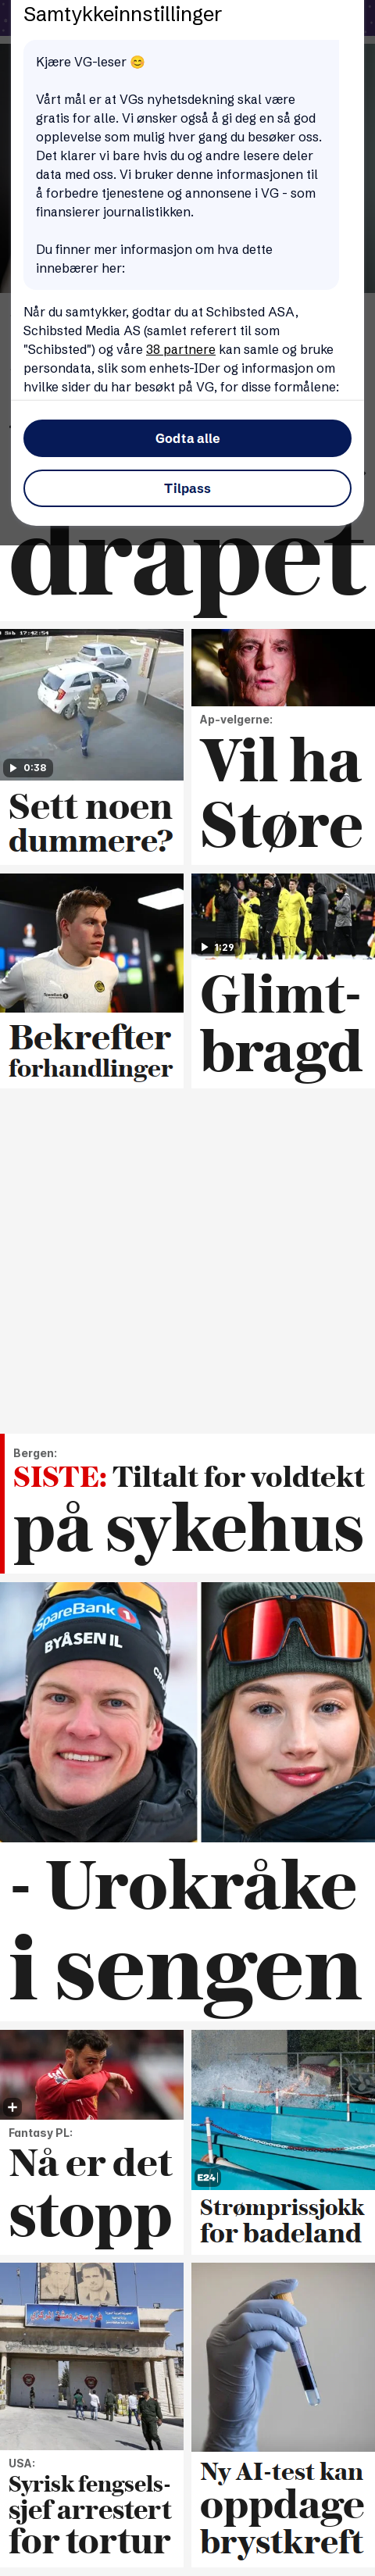 Samtykkeinnstillinger
Kjære VG-leser 😊
Vårt mål er at VGs nyhetsdekning skal være
gratis for alle. Vi ønsker også å gi deg en så god
opplevelse som mulig hver gang du besøker oss.
Det klarer vi bare hvis du og andre lesere deler
data med oss. Vi bruker denne informasjonen til
å forbedre tjenestene og annonsene i VG - som
finansierer journalistikken.
Du finner mer informasjon om hva dette
innebærer her:
Når du samtykker, godtar du at Schibsted ASA,
Schibsted Media AS (samlet referert til som
"Schibsted") og våre 38 partnere kan samle og bruke
persondata, slik som enhets-IDer og informasjon om
hvilke sider du har besøkt på VG, for disse formålene:
Godta alle
Tilpass
drapet
17:42:54
0:38
Sett noen
dummere?
Ap-velgerne:
Vil ha
Støre
Bekrefter
forhandlinger
1:29
Glimt-
bragd
Bergen:
SISTE: Tiltalt for voldtekt
på sykehus
SpareBank 1
BYÅSEN IL
- Urokråke
i sengen
Fantasy PL:
Nå er det
stopp
E24
Strømprissjokk
for badeland
USA:
Syrisk fengsels-
sjef arrestert
for tortur
Ny AI-test kan
oppdage
brystkreft